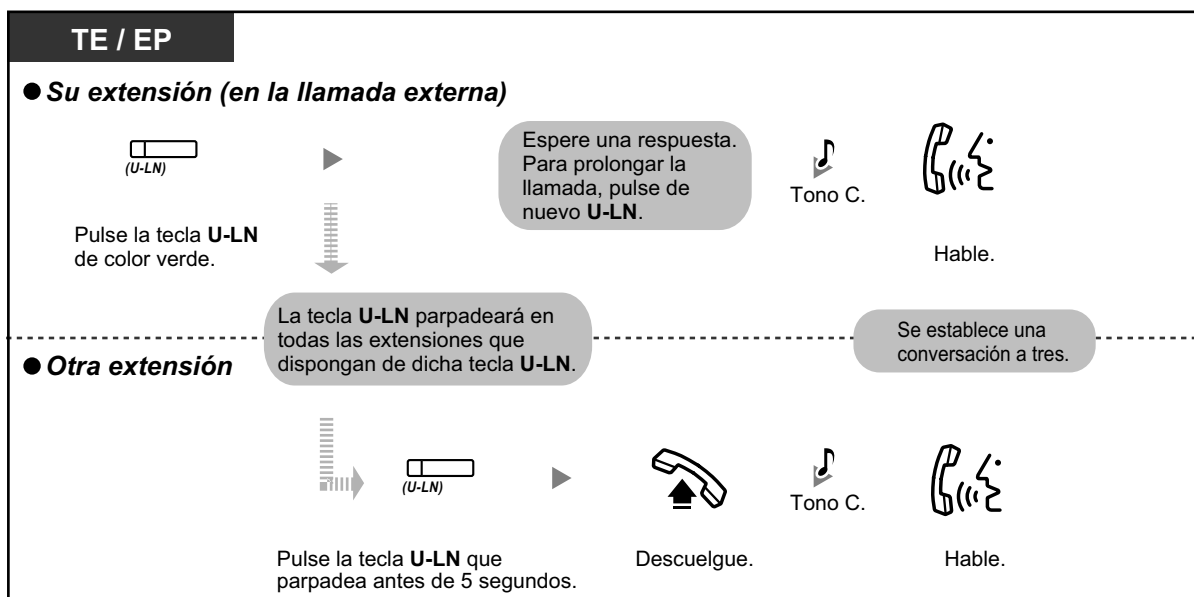 TE / EP
● Su extensión (en la llamada externa)
(U-LN)
Pulse la tecla U-LN
de color verde.
Espere una respuesta.
Para prolongar la
llamada, pulse de
nuevo U-LN.
Tono C.
Hable.
La tecla U-LN parpadeará en
todas las extensiones que
dispongan de dicha tecla U-LN.
Se establece una
conversación a tres.
● Otra extensión
(U-LN)
Pulse la tecla U-LN que
parpadea antes de 5 segundos.
Descuelgue.
Tono C.
Hable.